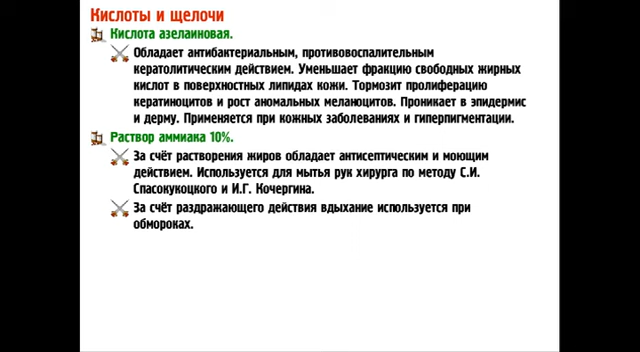 Кислоты и щелочи
Кислота азелаиновая.
Обладает антибактериальным, противовоспалительным
кератолитическим действием. Уменьшает фракцию свободных жирных
кислот в поверхностных липидах кожи. Тормозит пролиферацию
кератиноцитов и рост аномальных меланоцитов. Проникает в эпидермис
и дерму. Применяется при кожных заболеваниях и гиперпигментации.
Раствор аммиака 10%.
За счёт растворения жиров обладает антисептическим и моющим
действием. Используется для мытья рук хирурга по методу С.И.
Спасокукоцкого и И.Г. Кочергина.
За счёт раздражающего действия вдыхание используется при
обмороках.